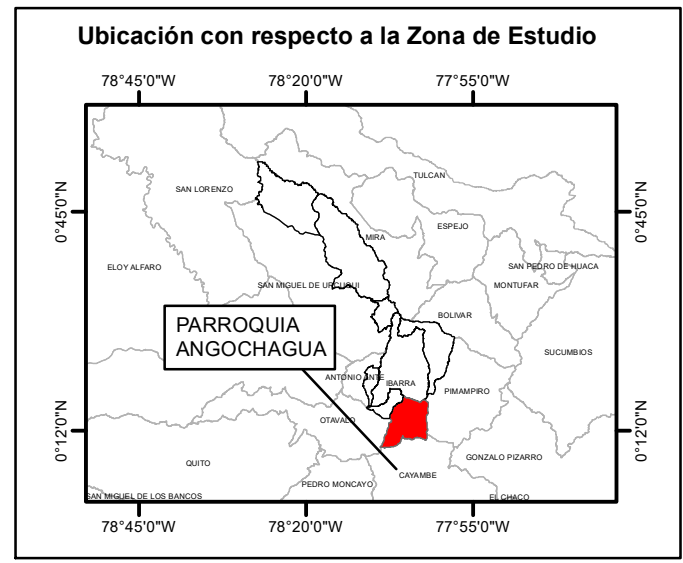 Ubicación con respecto a la Zona de Estudio
78°45'0"W
78°20'0"W
77°55'0"W
0°45'0"N
0°45'0"N
TULCAN
SAN LORENZO
ESPEJO
MIRA
ELOY ALFARO
SAN PEDRO DE HUACA
SAN MIGUEL DE URCUQUI
MONTUFAR
BOLIVAR
PARROQUIA
ANGOCHAGUA
SUCUMBIOS
ANTONIO ANTE
IBARRA
PIMAMPIRO
0°12'0"N
0°12'0"N
OTAVALO
QUITO
GONZALO PIZARRO
CAYAMBE
PEDRO MONCAYO
SAN MIGUEL DE LOS BANCOS
EL CHACO
78°45'0"W
78°20'0"W
77°55'0"W